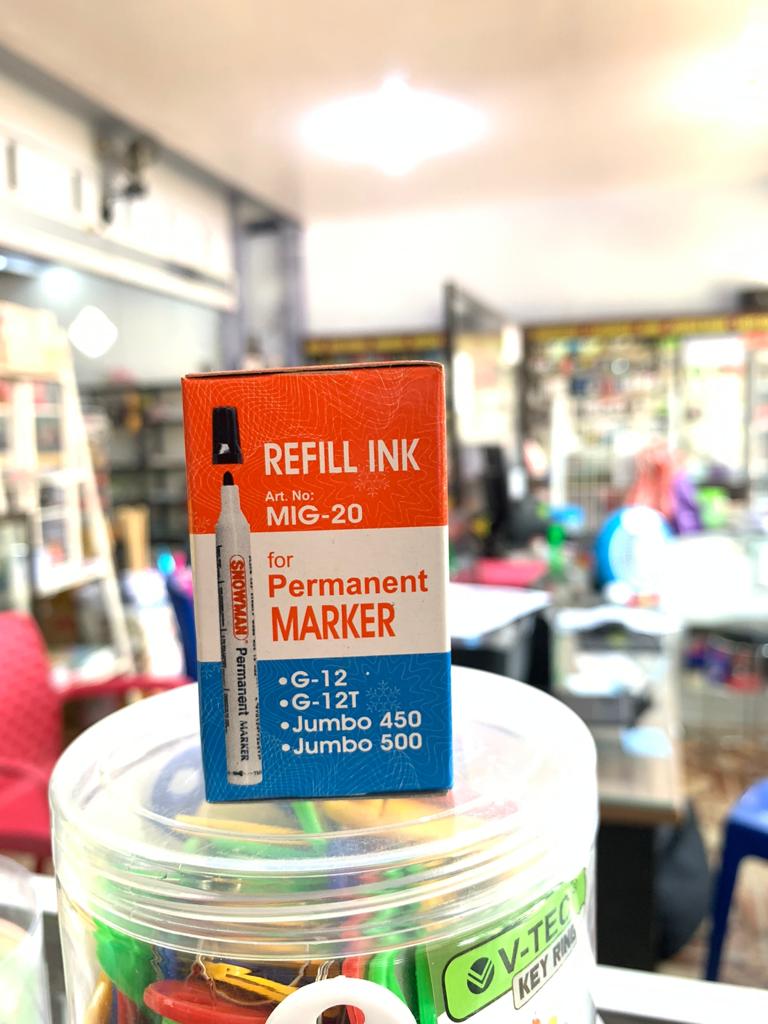 REFILL INK
Art. No:
MIG-20
for
Permanent
MARKER
SNOWMAN
Permanent MARKER
•G-12
•G-12T
•Jumbo 450
•Jumbo 500
V-TEC
KEY RING